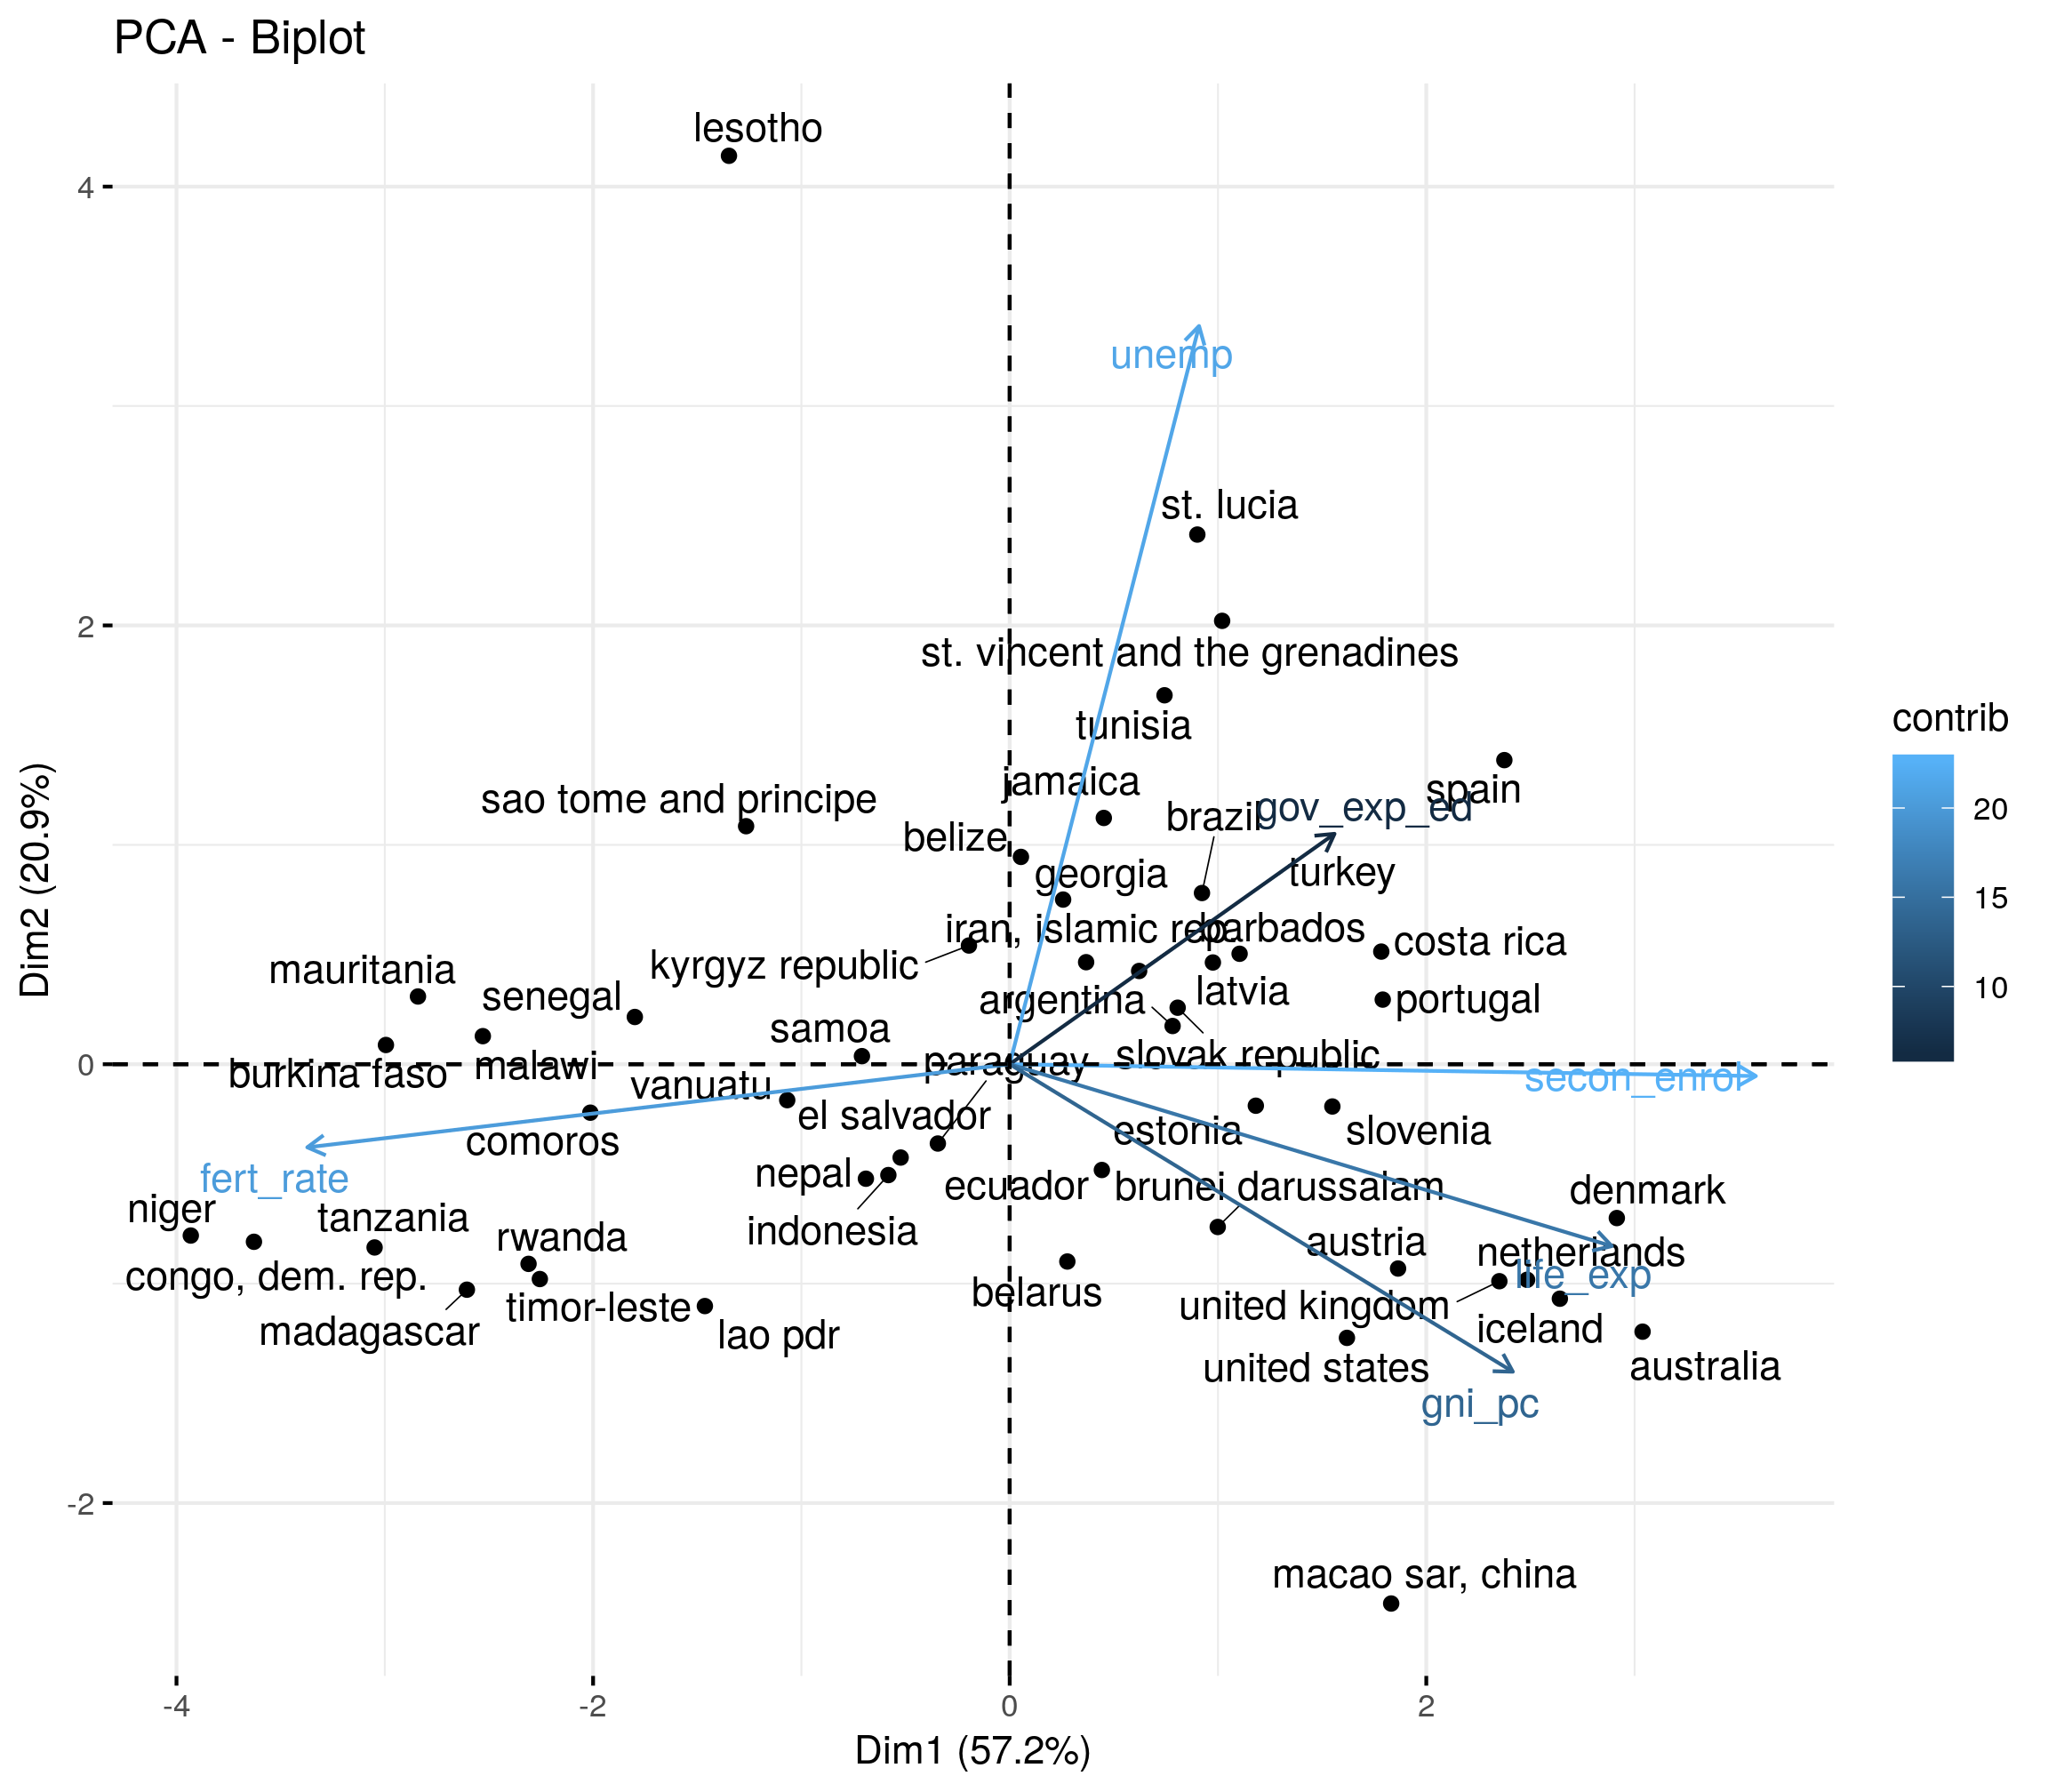 PCA - Biplot
lesotho
4
unemp
st. lucia
2
st. vincent and the grenadines
contrib
tunisia
spain
jamaica
sao tome and principe
brazil
gov_exp_ed
20
belize
georgia
turkey
15
iran, islamic rep.
barbados
costa rica
kyrgyz republic
mauritania
senegal
argentina
latvia
portugal
10
samoa
0
burkina faso
malawi
paraguay
slovak republic
secon_enrol
vanuatu
el salvador
estonia
slovenia
comoros
fert_rate
nepal
ecuador
brunei darussalam
denmark
niger
tanzania
rwanda
indonesia
austria
netherlands
congo, dem. rep.
life_exp
belarus
united kingdom
timor-leste
madagascar
lao pdr
iceland
united states
australia
gni_pc
-2
macao sar, china
-4
-2
0
2
Dim1 (57.2%)
Dim2 (20.9%)